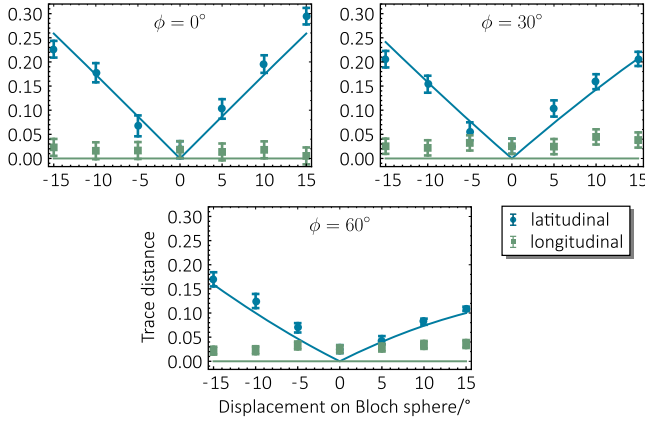 ϕ = 0°
0.30
0.25
0.20
0.15
0.10
0.05
0.00
-15 -10 -5 0 5 10 15
ϕ = 30°
0.30
0.25
0.20
0.15
0.10
0.05
0.00
-15 -10 -5 0 5 10 15
ϕ = 60°
Trace distance
0.30
0.25
0.20
0.15
0.10
0.05
0.00
-15 -10 -5 0 5 10 15
Displacement on Bloch sphere/°
latitudinal
longitudinal